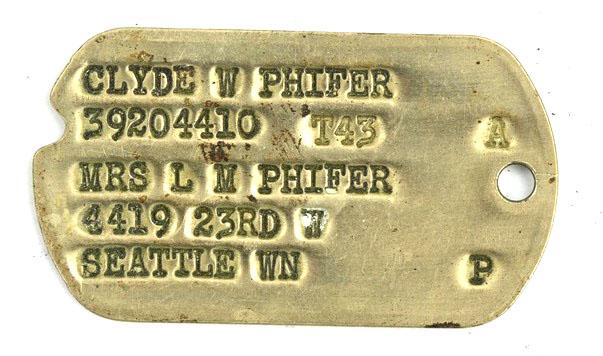 CLYDE W PHIFER
39204410 T43 A
MRS L M PHIFER
4419 23RD W
SEATTLE WN P